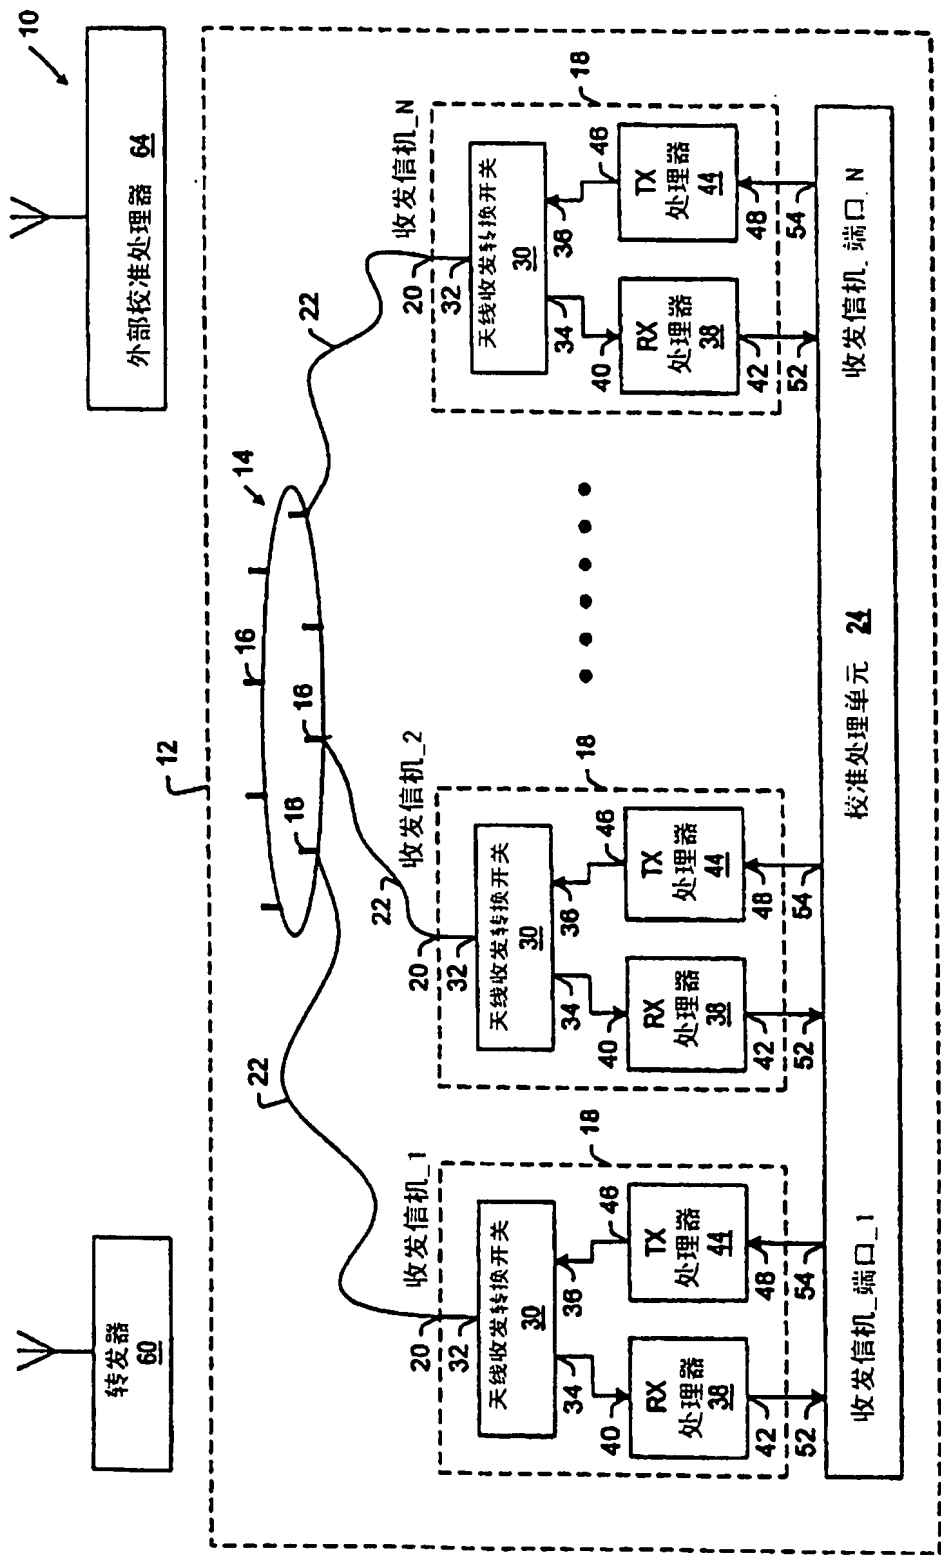 10
转发器
60
外部校准处理器 64
12
14
16
16
16
22
22
22
收发信机_1
20
32
天线收发转换开关
30
34
36
40
46
RX
处理器
38
TX
处理器
44
42
48
18
52
54
收发信机_2
20
32
天线收发转换开关
30
34
36
40
46
RX
处理器
38
TX
处理器
44
42
48
18
52
54
收发信机_N
20
32
天线收发转换开关
30
34
36
40
46
RX
处理器
38
TX
处理器
44
42
48
18
52
54
收发信机_端口_1
校准处理单元 24
收发信机_端口_N